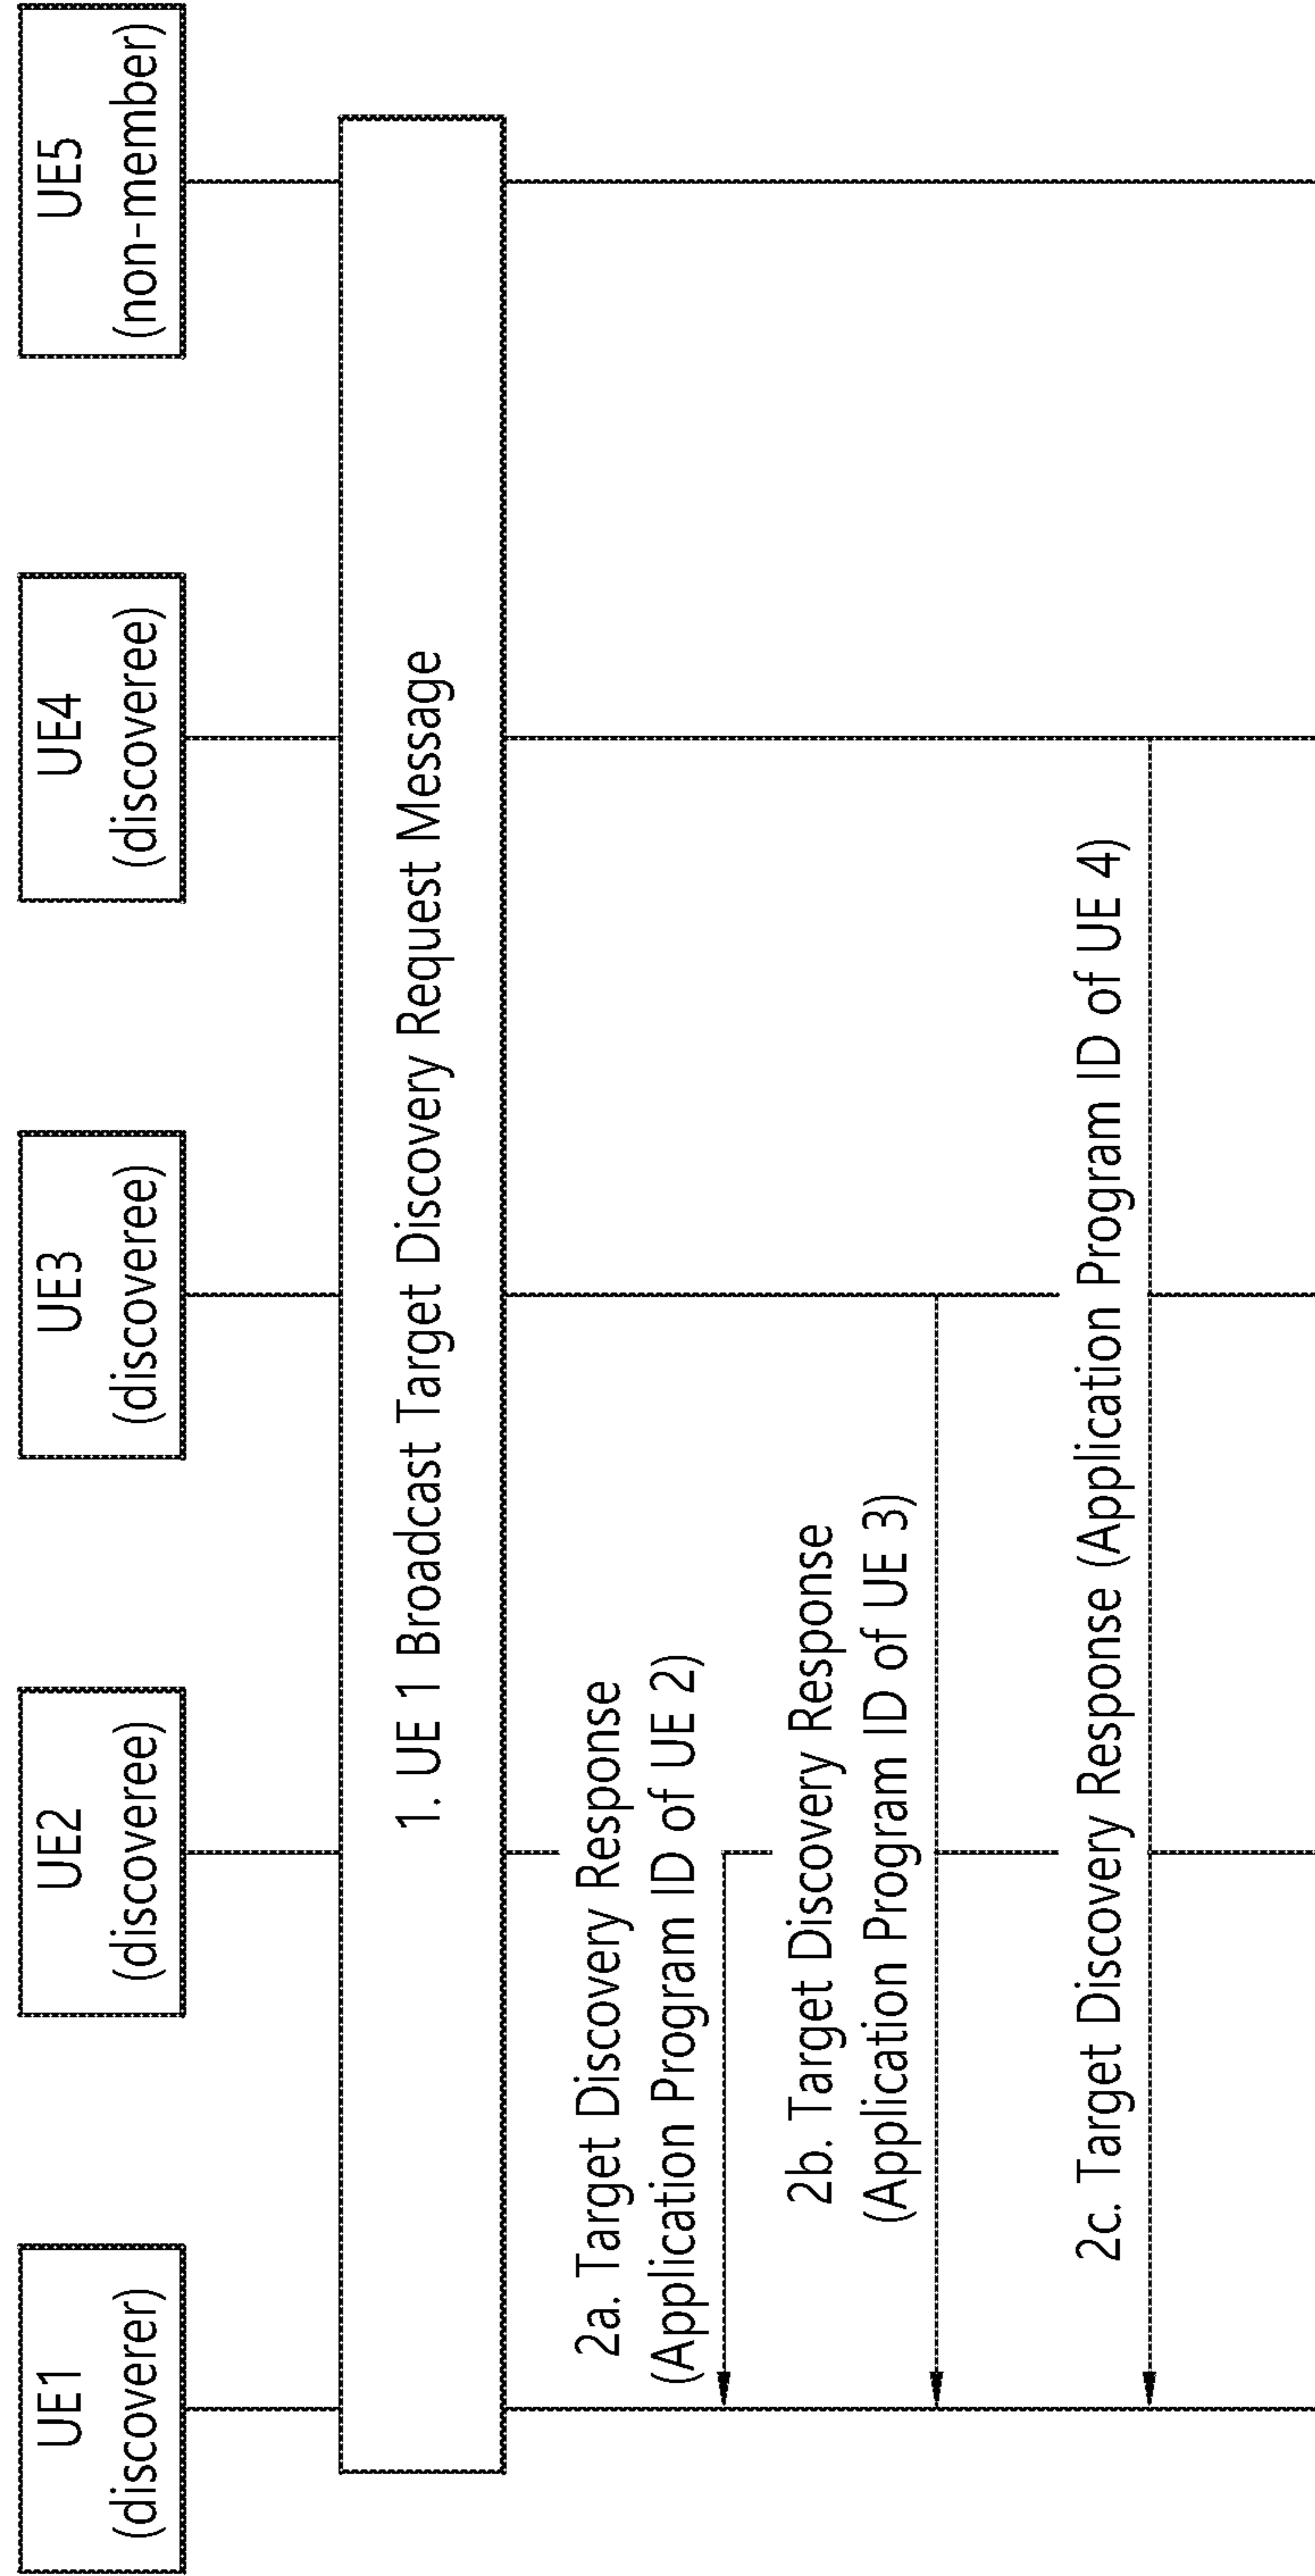 UE1
(discoverer)
UE2
(discoveree)
UE3
(discoveree)
UE4
(discoveree)
UE5
(non-member)
1. UE 1 Broadcast Target Discovery Request Message
2a. Target Discovery Response
(Application Program ID of UE 2)
2b. Target Discovery Response
(Application Program ID of UE 3)
2c. Target Discovery Response (Application Program ID of UE 4)